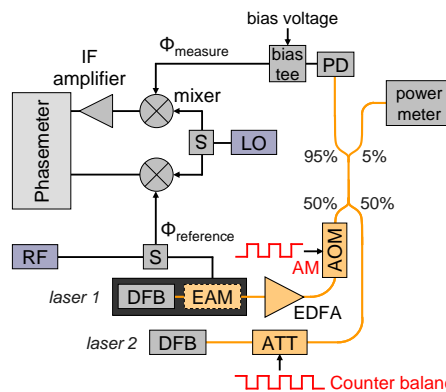 bias voltage
Φmeasure
IF
amplifier
bias
tee
PD
power
meter
mixer
Phasemeter
S
LO
95%
5%
50%
50%
Φreference
RF
S
AM
AOM
laser 1
DFB
EAM
EDFA
laser 2
DFB
ATT
Counter balanc